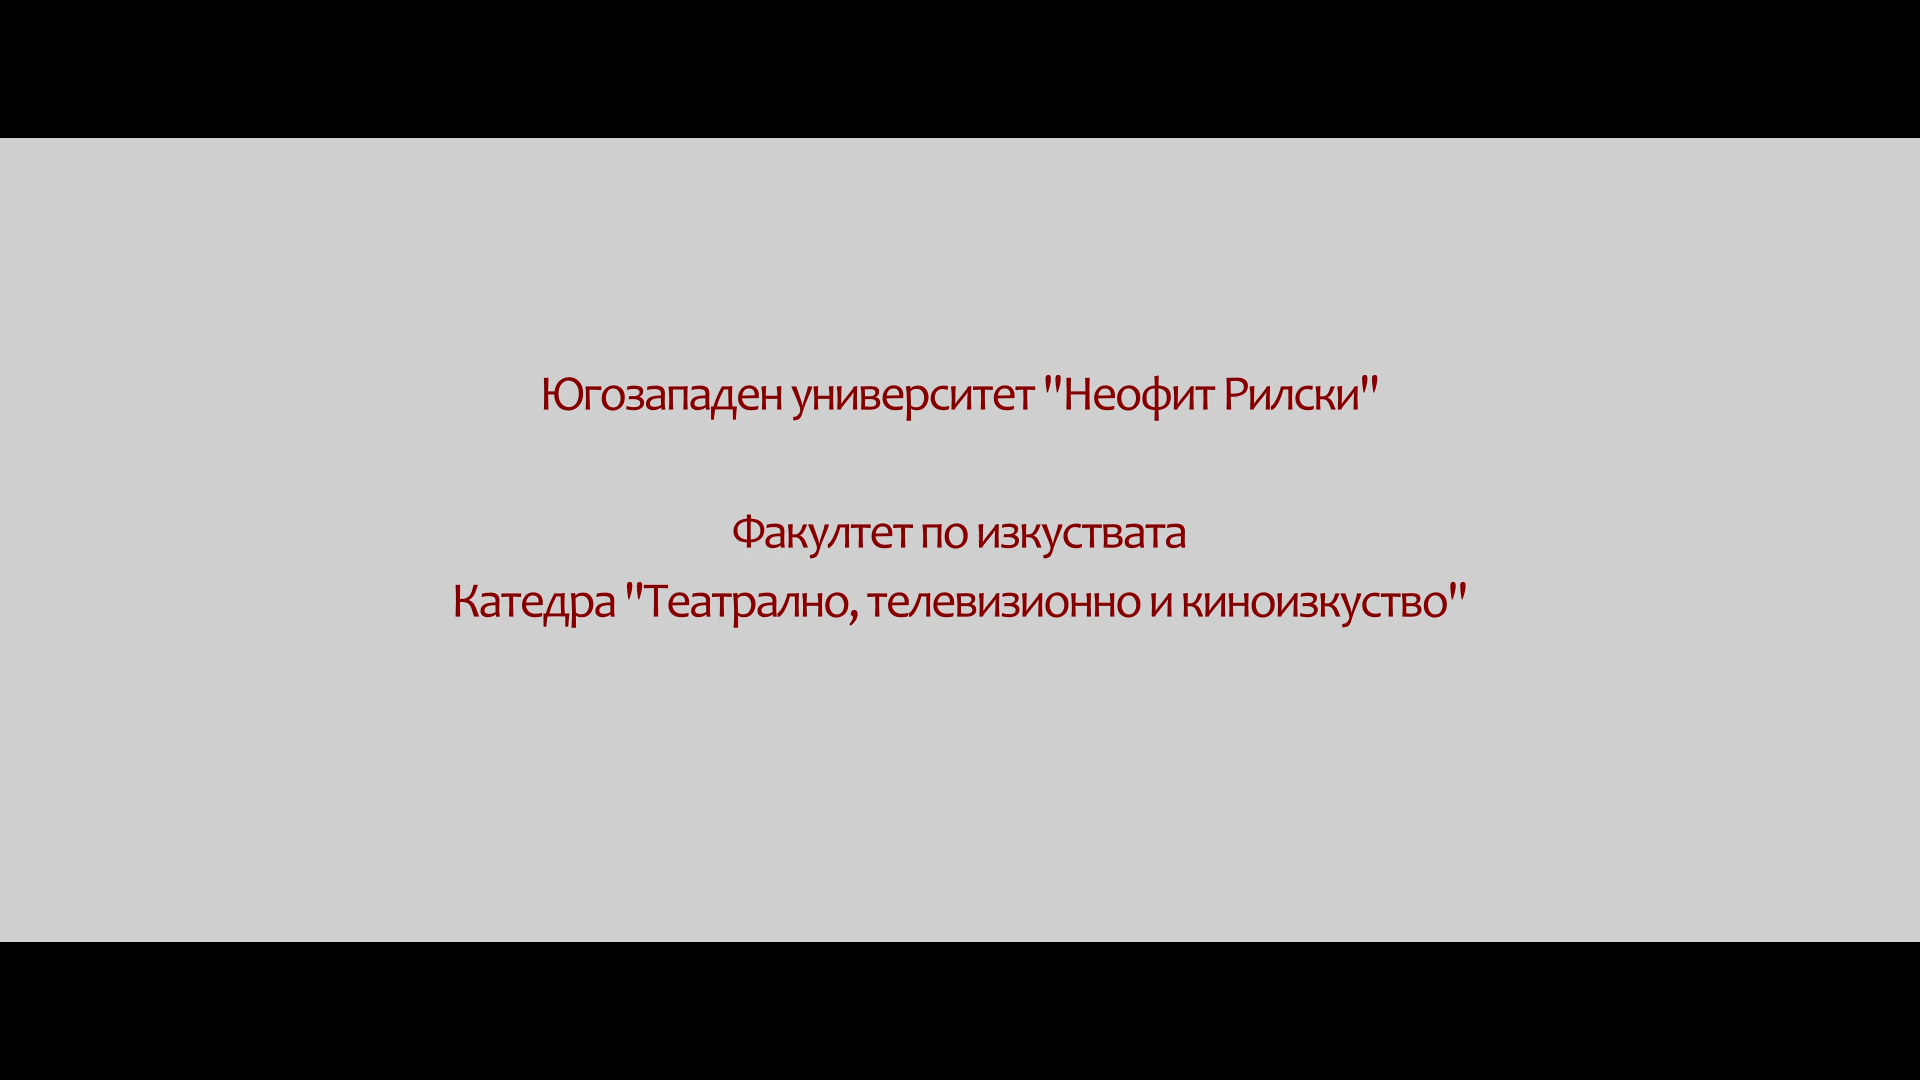 Югозападен университет "Неофит Рилски"
Факултет по изкуствата
Катедра "Театрално, телевизионно и киноизкуство"